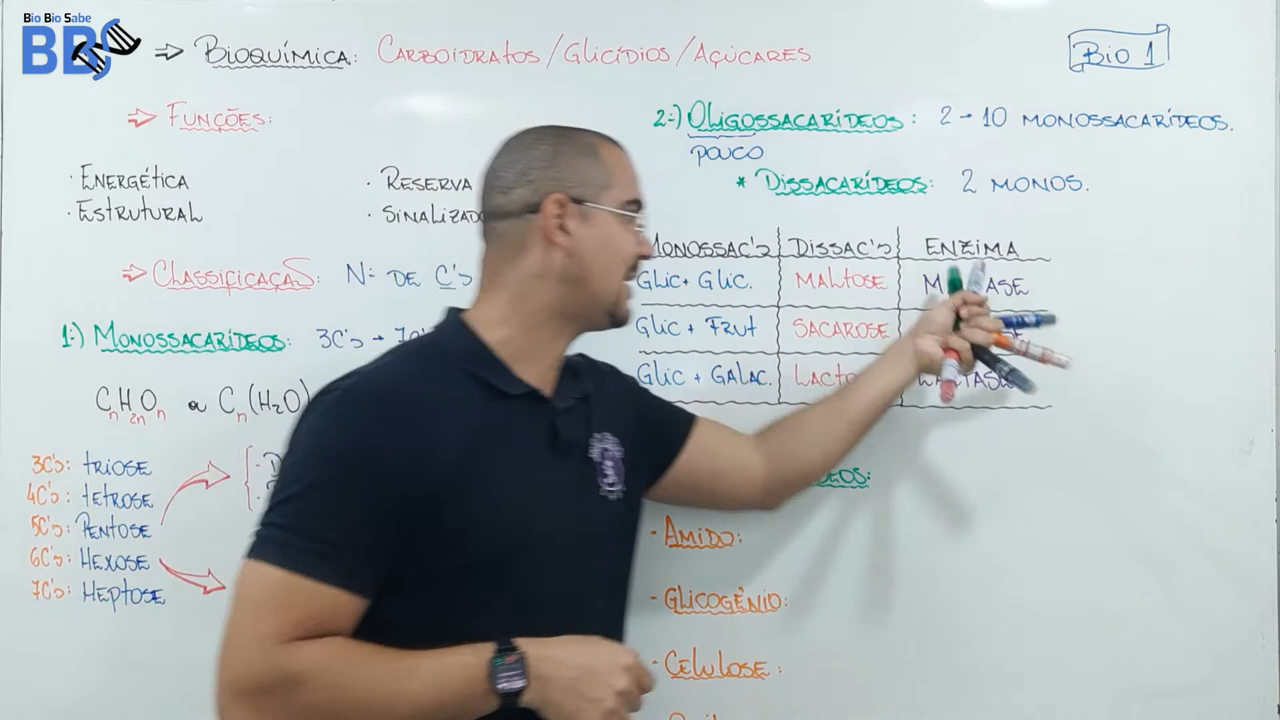 Bio Bio Sabe
BBS
⇒ BIOQUÍMICA: CARBOIDRATOS/GLICÍDIOS/AÇÚCARES
BIO 1
⇒ FUNÇÕES:
· ENERGÉTICA
· RESERVA
· ESTRUTURAL
⇒ CLASSIFICAÇAS: Nº DE C'S
1:) MONOSSACARÍDEOS: 3C's → 7C
CnH2nOn ou Cn(H2O)
3C's: TRIOSE
4C's: TETROSE
5C's: PENTOSE
6C's: HEXOSE
7C's: HEPTOSE
2:) OLIGOSSACARÍDEOS: 2 → 10 MONOSSACARÍDEOS.
POUCO
* DISSACARÍDEOS: 2 MONOS.
MONOSSAC'S DISSAC'S ENZIMA
GLIC + GLIC. MALTOSE
GLIC + FRUT SACAROSE
GLIC + GALAC.
- AMIDO:
- GLICOGÊNIO:
- CELULOSE: